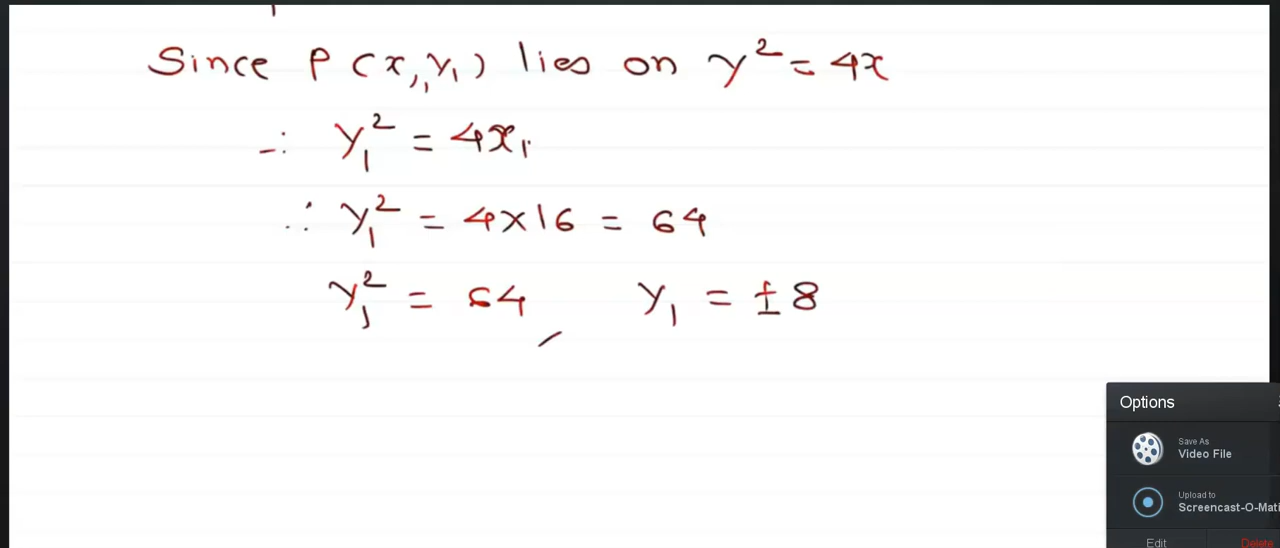 Since P(x₁, y₁) lies on y² = 4x
∴ y₁² = 4x₁
∴ y₁² = 4×16 = 64
y₁² = 64 y₁ = ±8
Options
Save As
Video File
Upload to
Screencast-O-Mati
Edit Delete